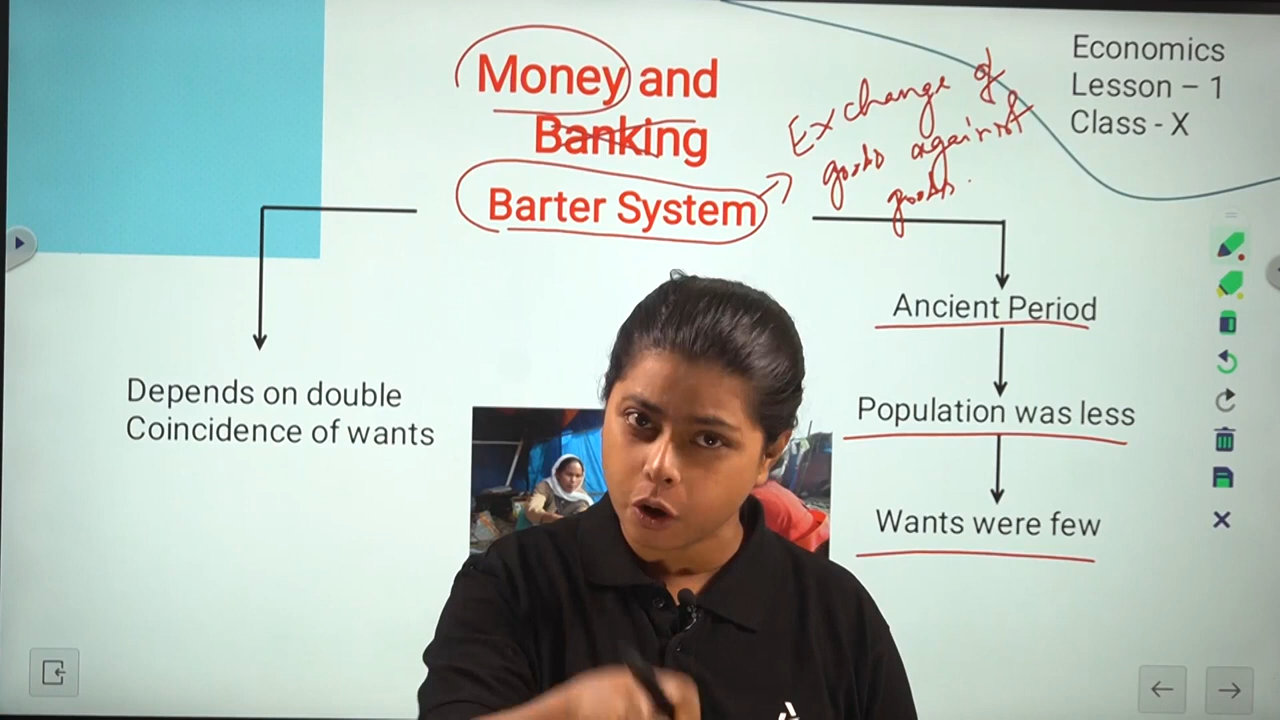 Money and
Banking
Barter System
Exchange of
goods against
goods.
Economics
Lesson – 1
Class - X
Depends on double
Coincidence of wants
Ancient Period
Population was less
Wants were few